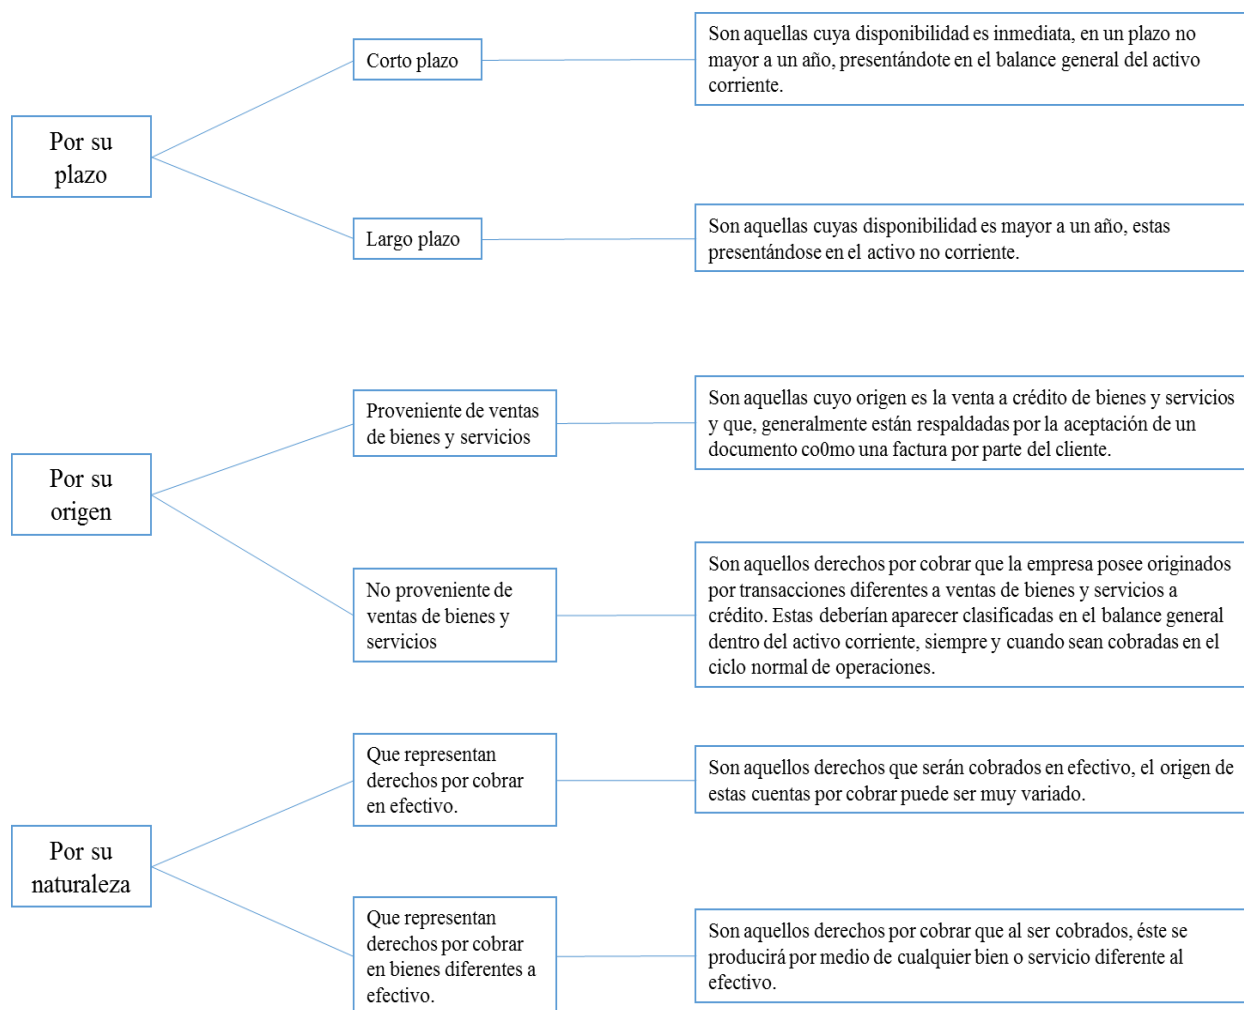 Por su
plazo
Corto plazo
Son aquellas cuya disponibilidad es inmediata, en un plazo no
mayor a un año, presentándote en el balance general del activo
corriente.
Largo plazo
Son aquellas cuyas disponibilidad es mayor a un año, estas
presentándose en el activo no corriente.
Por su
origen
Proveniente de ventas
de bienes y servicios
Son aquellas cuyo origen es la venta a crédito de bienes y servicios
y que, generalmente están respaldadas por la aceptación de un
documento co0mo una factura por parte del cliente.
No proveniente de
ventas de bienes y
servicios
Son aquellos derechos por cobrar que la empresa posee originados
por transacciones diferentes a ventas de bienes y servicios a
crédito. Estas deberían aparecer clasificadas en el balance general
dentro del activo corriente, siempre y cuando sean cobradas en el
ciclo normal de operaciones.
Por su
naturaleza
Que representan
derechos por cobrar
en efectivo.
Son aquellos derechos que serán cobrados en efectivo, el origen de
estas cuentas por cobrar puede ser muy variado.
Que representan
derechos por cobrar
en bienes diferentes a
efectivo.
Son aquellos derechos por cobrar que al ser cobrados, éste se
producirá por medio de cualquier bien o servicio diferente al
efectivo.